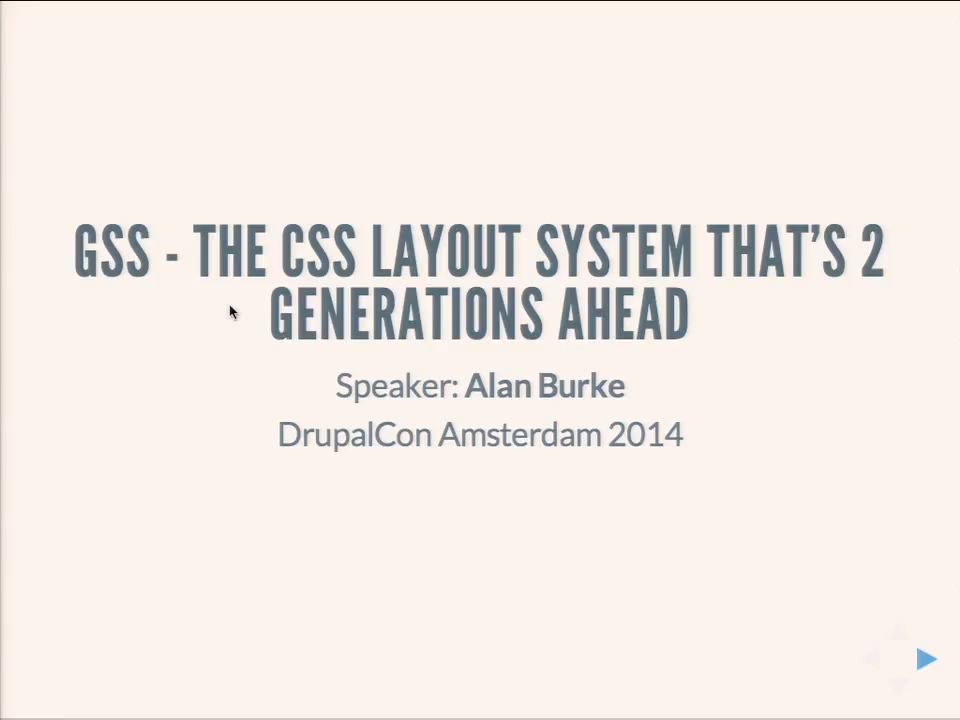 GSS - THE CSS LAYOUT SYSTEM THAT'S 2
GENERATIONS AHEAD
Speaker: Alan Burke
DrupalCon Amsterdam 2014